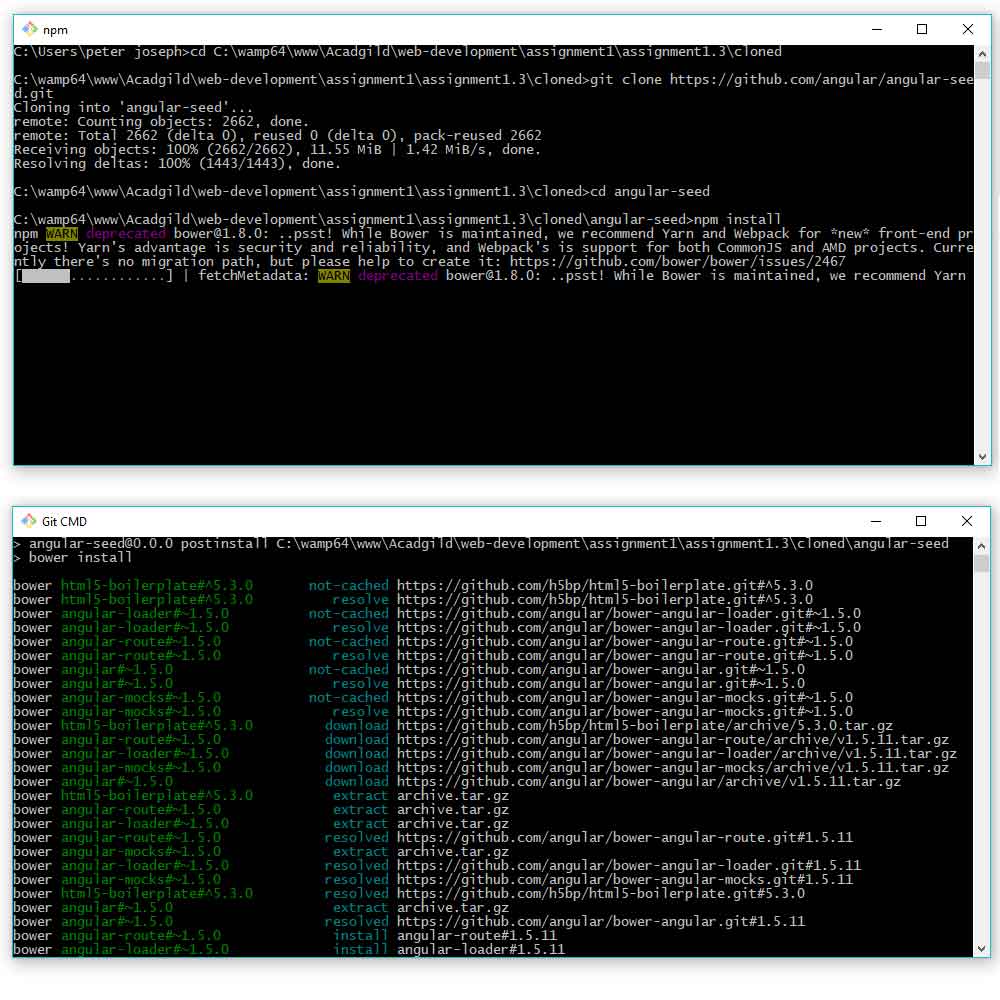 npm
C:\Users\peter joseph>cd C:\wamp64\www\Acadgild\web-development\assignment1\assignment1.3\cloned
C:\wamp64\www\Acadgild\web-development\assignment1\assignment1.3\cloned>git clone https://github.com/angular/angular-see
d.git
Cloning into 'angular-seed'...
remote: Counting objects: 2662, done.
remote: Total 2662 (delta 0), reused 0 (delta 0), pack-reused 2662
Receiving objects: 100% (2662/2662), 11.55 MiB | 1.42 MiB/s, done.
Resolving deltas: 100% (1443/1443), done.
C:\wamp64\www\Acadgild\web-development\assignment1\assignment1.3\cloned>cd angular-seed
C:\wamp64\www\Acadgild\web-development\assignment1\assignment1.3\cloned\angular-seed>npm install
npm WARN deprecated bower@1.8.0: ..psst! While Bower is maintained, we recommend Yarn and Webpack for *new* front-end pr
ojects! Yarn's advantage is security and reliability, and Webpack's is support for both CommonJS and AMD projects. Curre
ntly there's no migration path, but please help to create it: https://github.com/bower/bower/issues/2467
[............] | fetchMetadata: WARN deprecated bower@1.8.0: ..psst! While Bower is maintained, we recommend Yarn
Git CMD
> angular-seed@0.0.0 postinstall C:\wamp64\www\Acadgild\web-development\assignment1\assignment1.3\cloned\angular-seed
> bower install
bower html5-boilerplate#^5.3.0 not-cached https://github.com/h5bp/html5-boilerplate.git#^5.3.0
bower html5-boilerplate#^5.3.0 resolve https://github.com/h5bp/html5-boilerplate.git#^5.3.0
bower angular-loader#~1.5.0 not-cached https://github.com/angular/bower-angular-loader.git#~1.5.0
bower angular-loader#~1.5.0 resolve https://github.com/angular/bower-angular-loader.git#~1.5.0
bower angular-route#~1.5.0 not-cached https://github.com/angular/bower-angular-route.git#~1.5.0
bower angular-route#~1.5.0 resolve https://github.com/angular/bower-angular-route.git#~1.5.0
bower angular#~1.5.0 not-cached https://github.com/angular/bower-angular.git#~1.5.0
bower angular#~1.5.0 resolve https://github.com/angular/bower-angular.git#~1.5.0
bower angular-mocks#~1.5.0 not-cached https://github.com/angular/bower-angular-mocks.git#~1.5.0
bower angular-mocks#~1.5.0 resolve https://github.com/angular/bower-angular-mocks.git#~1.5.0
bower html5-boilerplate#^5.3.0 download https://github.com/h5bp/html5-boilerplate/archive/5.3.0.tar.gz
bower angular-route#~1.5.0 download https://github.com/angular/bower-angular-route/archive/v1.5.11.tar.gz
bower angular-loader#~1.5.0 download https://github.com/angular/bower-angular-loader/archive/v1.5.11.tar.gz
bower angular-mocks#~1.5.0 download https://github.com/angular/bower-angular-mocks/archive/v1.5.11.tar.gz
bower angular#~1.5.0 download https://github.com/angular/bower-angular/archive/v1.5.11.tar.gz
bower html5-boilerplate#^5.3.0 extract archive.tar.gz
bower angular-route#~1.5.0 extract archive.tar.gz
bower angular-loader#~1.5.0 extract archive.tar.gz
bower angular-route#~1.5.0 resolved https://github.com/angular/bower-angular-route.git#1.5.11
bower angular-mocks#~1.5.0 extract archive.tar.gz
bower angular-loader#~1.5.0 resolved https://github.com/angular/bower-angular-loader.git#1.5.11
bower angular-mocks#~1.5.0 resolved https://github.com/angular/bower-angular-mocks.git#1.5.11
bower html5-boilerplate#^5.3.0 resolved https://github.com/h5bp/html5-boilerplate.git#5.3.0
bower angular#~1.5.0 extract archive.tar.gz
bower angular#~1.5.0 resolved https://github.com/angular/bower-angular.git#1.5.11
bower angular-route#~1.5.0 install angular-route#1.5.11
bower angular-loader#~1.5.0 install angular-loader#1.5.11